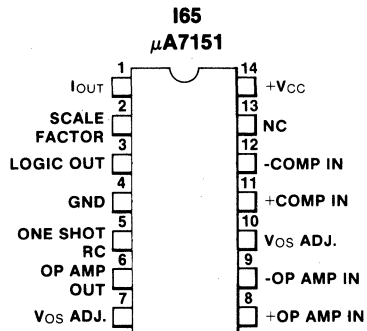 I65
μA7151
1 14
IOUT +VCC
2 13
SCALE FACTOR NC
3 12
LOGIC OUT -COMP IN
4 11
GND +COMP IN
5 10
ONE SHOT RC VOS ADJ.
6 9
OP AMP OUT -OP AMP IN
7 8
VOS ADJ. +OP AMP IN